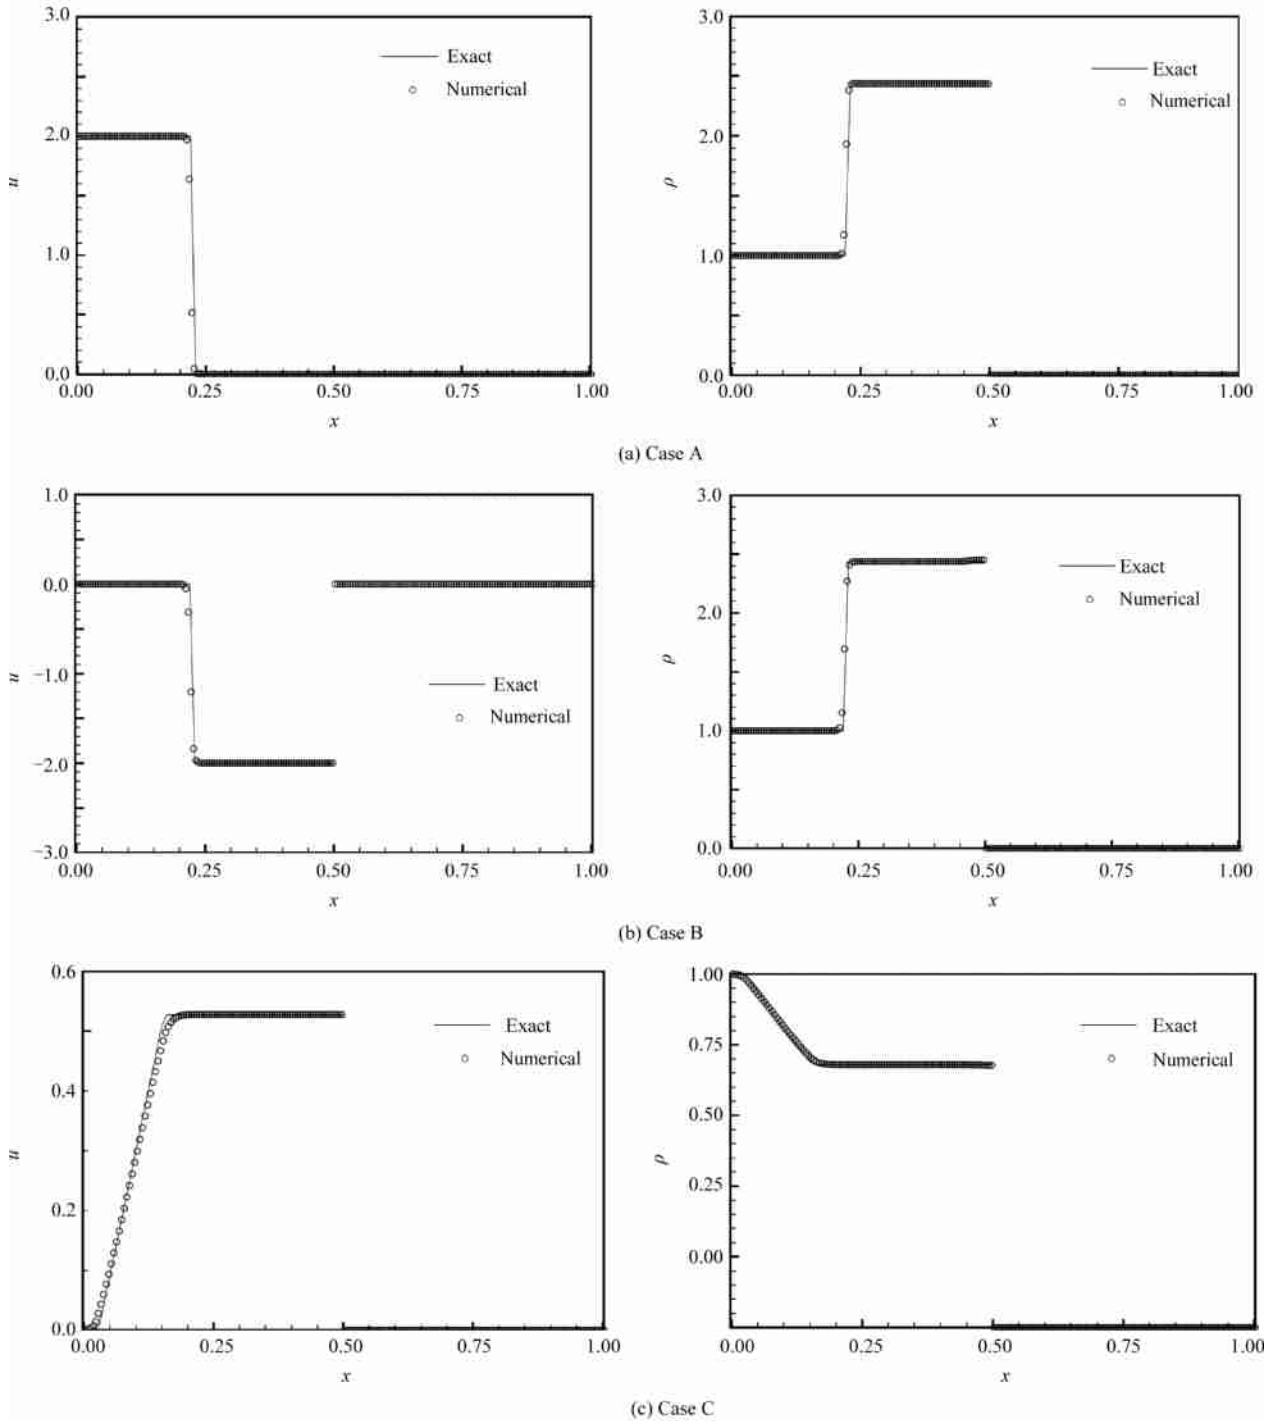 3.0
2.0
1.0
0.0
u
0.00
0.25
0.50
0.75
1.00
x
Exact
Numerical
3.0
2.0
1.0
0.0
ρ
0.00
0.25
0.50
0.75
1.00
x
Exact
Numerical
(a) Case A
1.0
0.0
−1.0
−2.0
−3.0
u
0.00
0.25
0.50
0.75
1.00
x
Exact
Numerical
3.0
2.0
1.0
0.0
ρ
0.00
0.25
0.50
0.75
1.00
x
Exact
Numerical
(b) Case B
0.6
0.4
0.2
0.0
u
0.00
0.25
0.50
0.75
1.00
x
Exact
Numerical
1.00
0.75
0.50
0.25
0.00
ρ
0.00
0.25
0.50
0.75
1.00
x
Exact
Numerical
(c) Case C